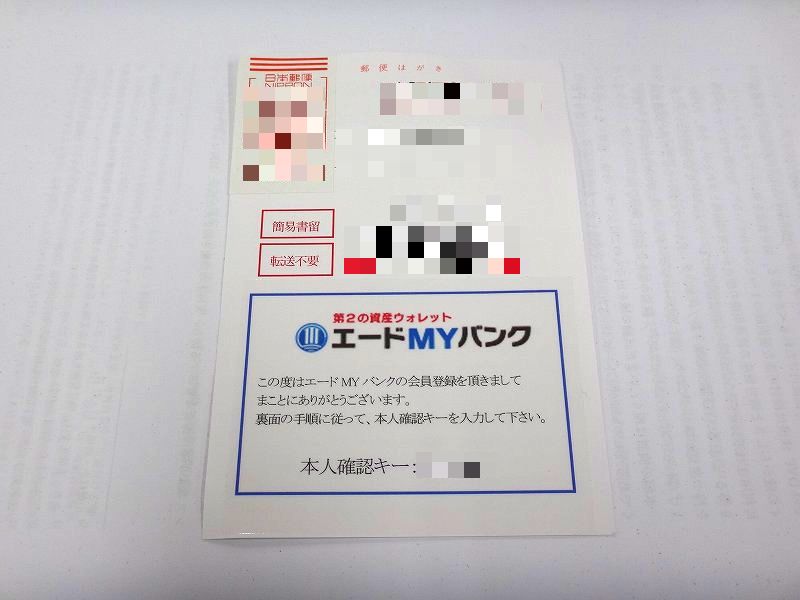 郵便はがき
日本郵便
NIPPON
簡易書留
転送不要
第2の資産ウォレット
エードMYバンク
この度はエード MY バンクの会員登録を頂きまして
まことにありがとうございます。
裏面の手順に従って、本人確認キーを入力して下さい。
本人確認キー：